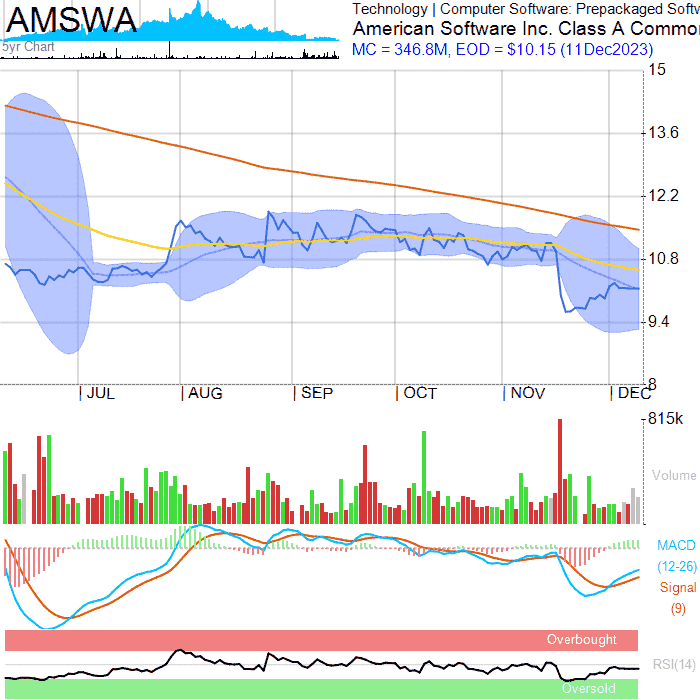 AMSWA
5yr Chart
Technology | Computer Software: Prepackaged Softw
American Software Inc. Class A Common
MC = 346.8M, EOD = $10.15 (11Dec2023)
15
13.6
12.2
10.8
9.4
8
JUL AUG SEP OCT NOV DEC
815k
Volume
MACD
(12-26)
Signal
(9)
Overbought
RSI(14)
Oversold